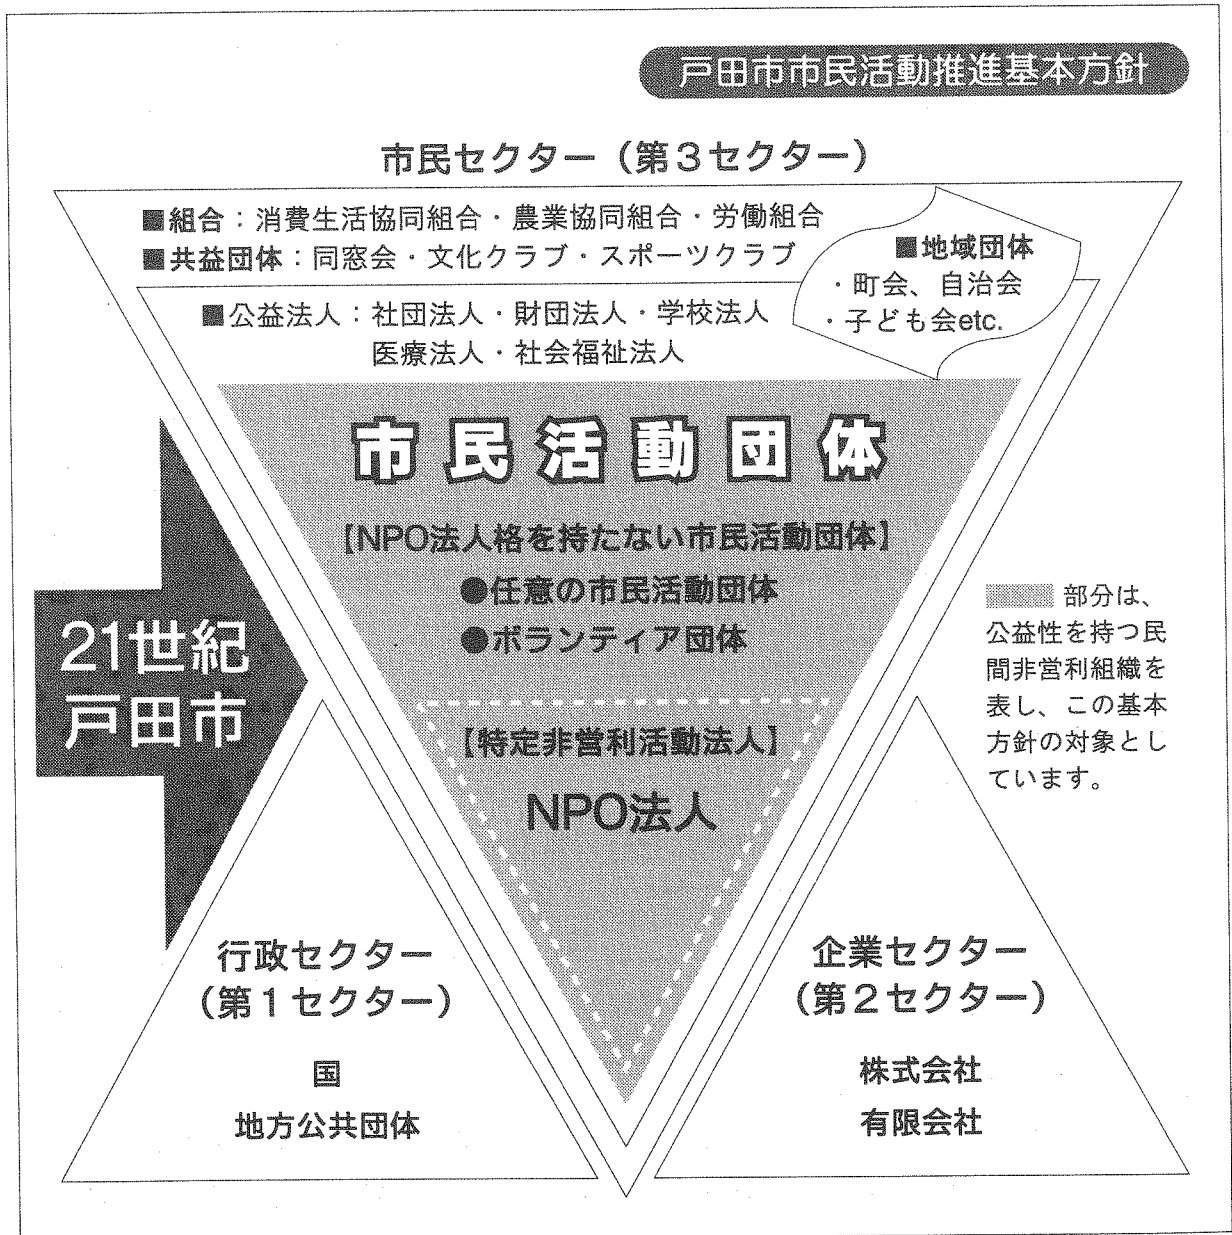 戸田市市民活動推進基本方針
市民セクター（第３セクター）
■組合：消費生活協同組合・農業協同組合・労働組合
■共益団体：同窓会・文化クラブ・スポーツクラブ
■地域団体
・町会、自治会
・子ども会etc.
■公益法人：社団法人・財団法人・学校法人
医療法人・社会福祉法人
市民活動団体
【NPO法人格を持たない市民活動団体】
●任意の市民活動団体
●ボランティア団体
【特定非営利活動法人】
NPO法人
21世紀
戸田市
部分は、
公益性を持つ民
間非営利組織を
表し、この基本
方針の対象とし
ています。
行政セクター
（第１セクター）
国
地方公共団体
企業セクター
（第２セクター）
株式会社
有限会社